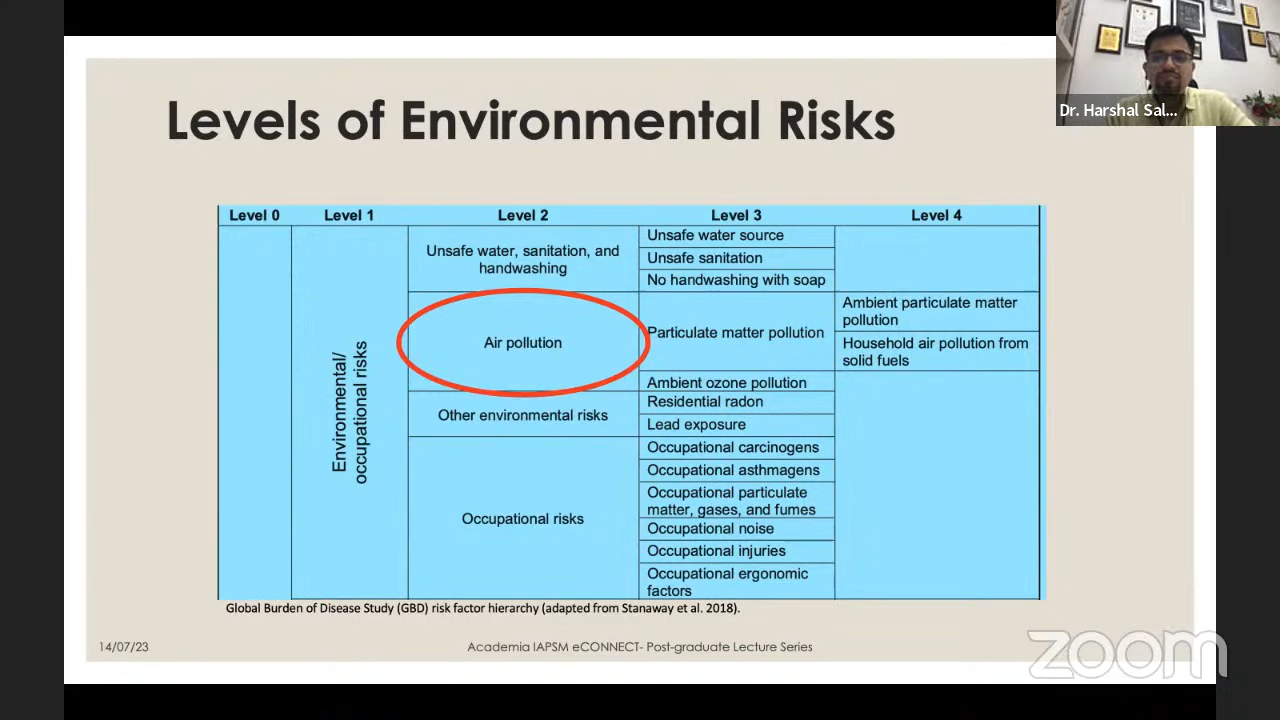 Dr. Harshal Sal...
Levels of Environmental Risks
Level 0 Level 1 Level 2 Level 3 Level 4
Environmental/
occupational risks
Unsafe water, sanitation, and
handwashing
Unsafe water source
Unsafe sanitation
No handwashing with soap
Air pollution
Particulate matter pollution
Ambient particulate matter
pollution
Household air pollution from
solid fuels
Ambient ozone pollution
Other environmental risks
Residential radon
Lead exposure
Occupational risks
Occupational carcinogens
Occupational asthmagens
Occupational particulate
matter, gases, and fumes
Occupational noise
Occupational injuries
Occupational ergonomic
factors
Global Burden of Disease Study (GBD) risk factor hierarchy (adapted from Stanaway et al. 2018).
14/07/23
Academia IAPSM eCONNECT- Post-graduate Lecture Series
zoom